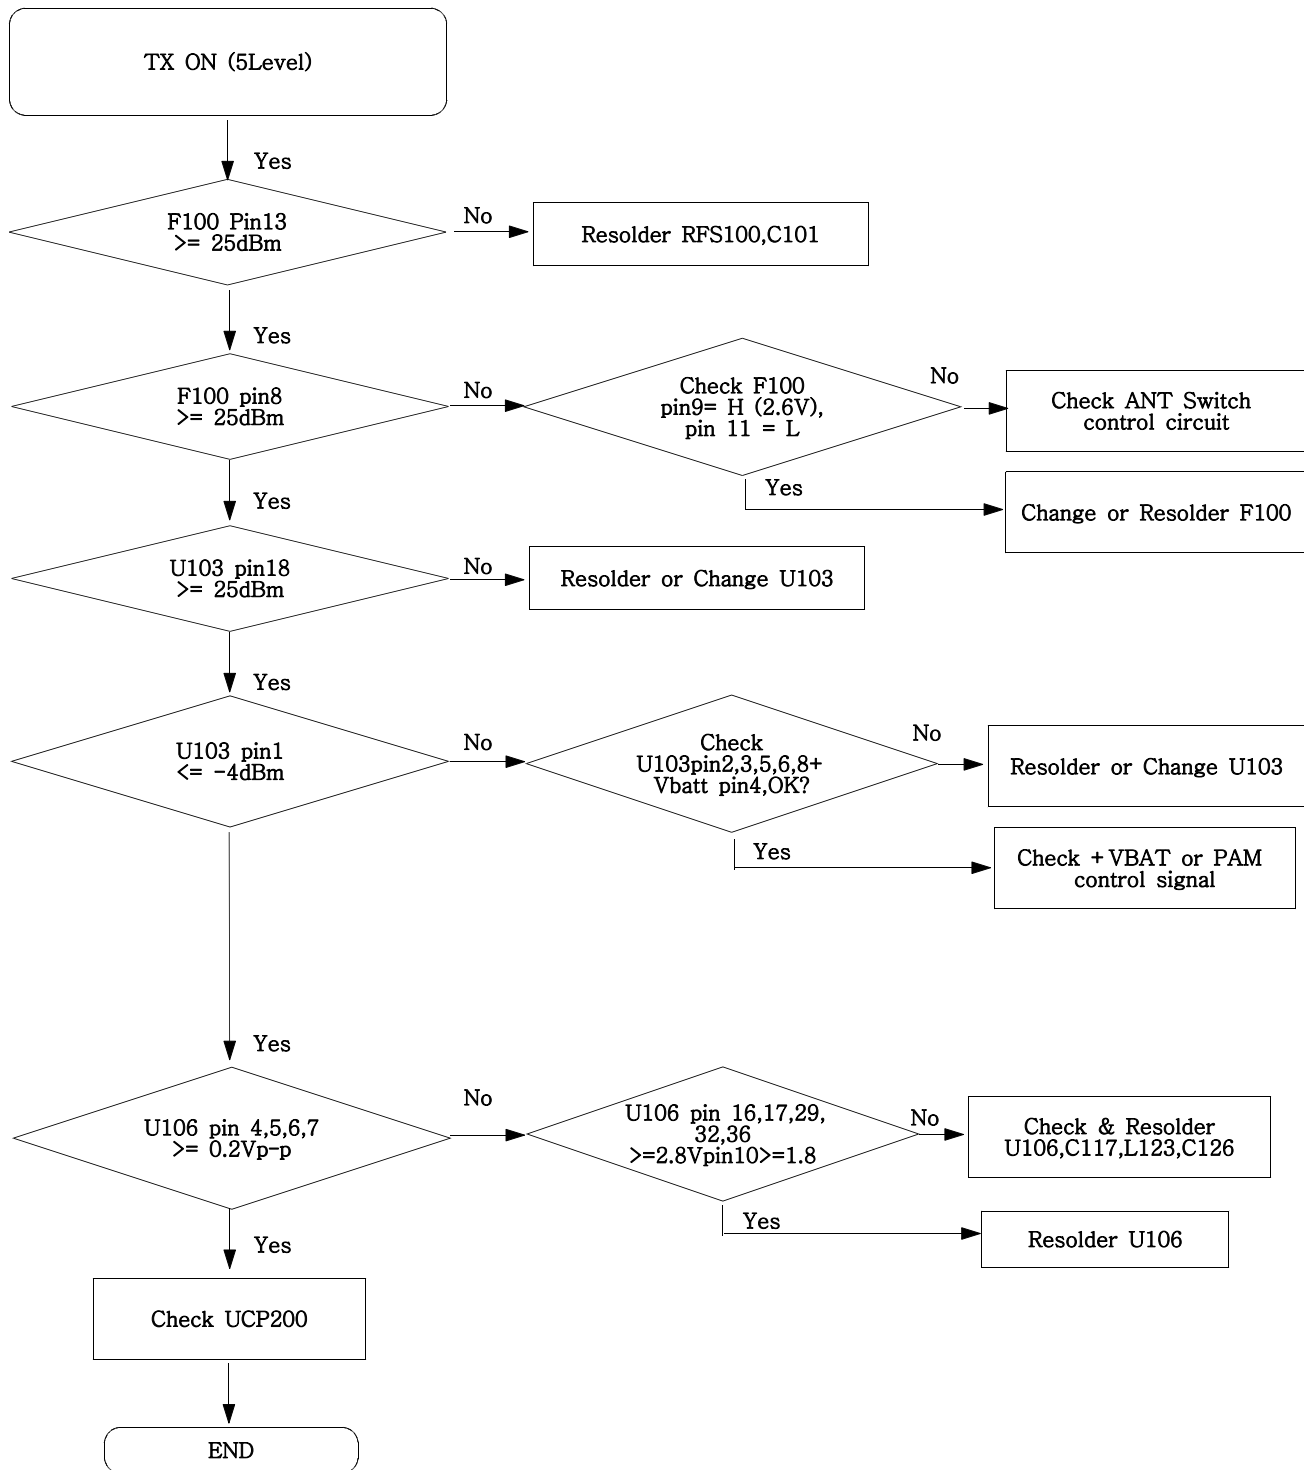 TX ON (5Level)
Yes
F100 Pin13
>= 25dBm
No
Resolder RFS100,C101
Yes
F100 pin8
>= 25dBm
No
Check F100
pin9= H (2.6V),
pin 11 = L
No
Check ANT Switch
control circuit
Yes
Change or Resolder F100
Yes
U103 pin18
>= 25dBm
No
Resolder or Change U103
Yes
U103 pin1
<= -4dBm
No
Check
U103pin2,3,5,6,8+
Vbatt pin4,OK?
No
Resolder or Change U103
Yes
Check +VBAT or PAM
control signal
Yes
U106 pin 4,5,6,7
>= 0.2Vp-p
No
U106 pin 16,17,29,
32,36
>=2.8Vpin10>=1.8
No
Check & Resolder
U106,C117,L123,C126
Yes
Resolder U106
Yes
Check UCP200
END